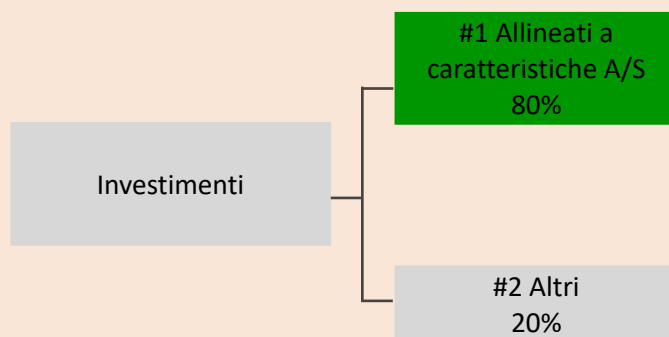 #1 Allineati a
caratteristiche A/S
80%
Investimenti
#2 Altri
20%